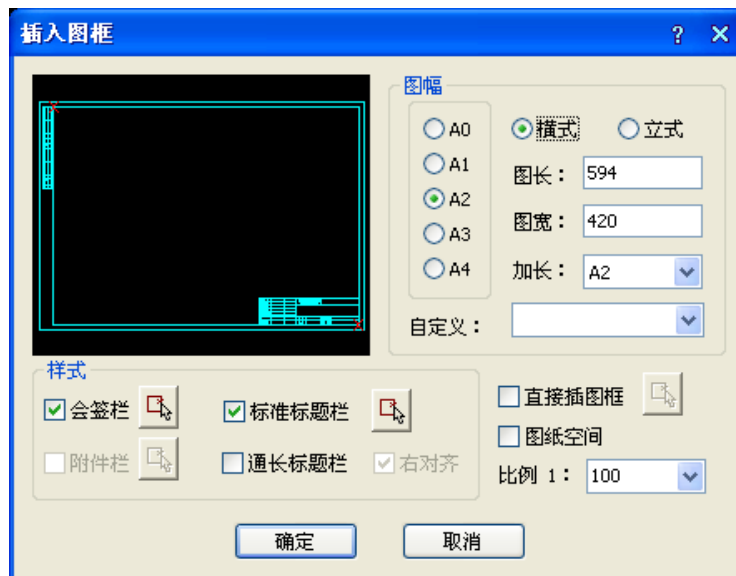 插入图框
图幅
A0
A1
A2
A3
A4
横式 立式
图长： 594
图宽： 420
加长： A2
自定义：
样式
会签栏 标准标题栏
附件栏 通长标题栏 右对齐
直接插图框
图纸空间
比例 1： 100
确定 取消